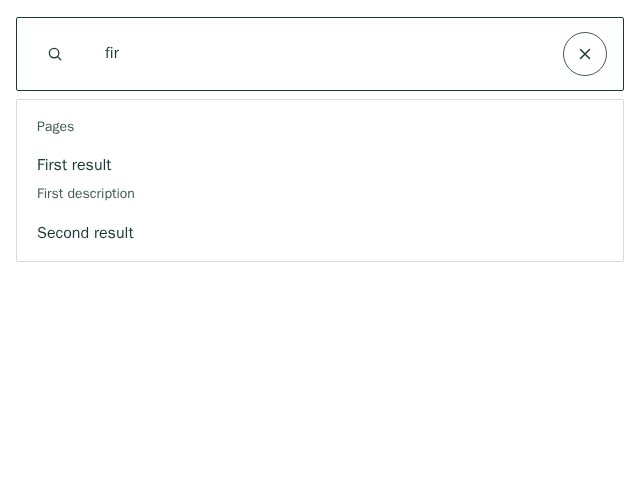 fir
Pages
First result
First description
Second result